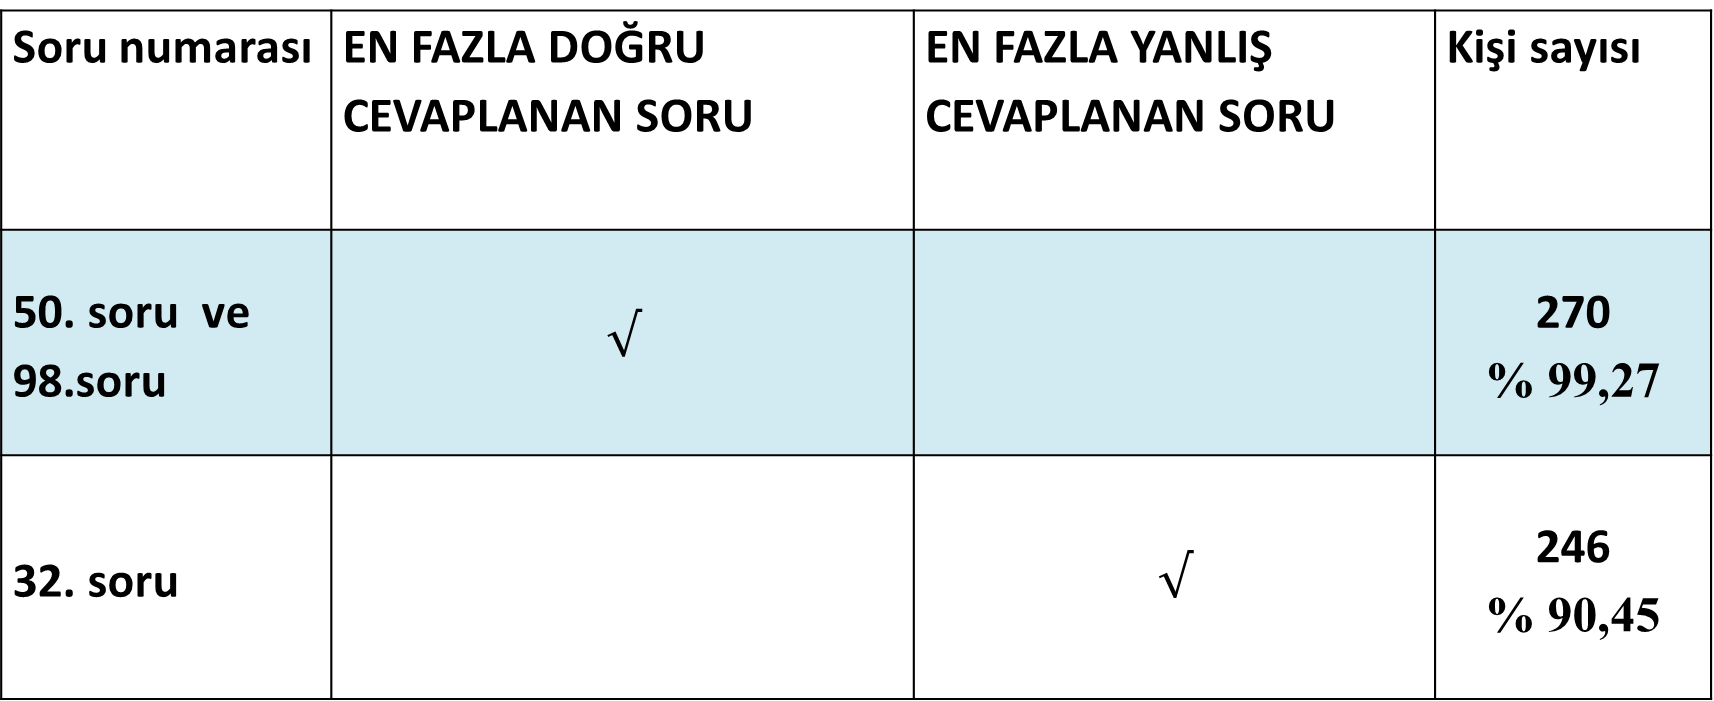 Soru numarası
EN FAZLA DOĞRU
CEVAPLANAN SORU
EN FAZLA YANLIŞ
CEVAPLANAN SORU
Kişi sayısı
50. soru  ve
98.soru
√
270
% 99,27
32. soru
√
246
% 90,45